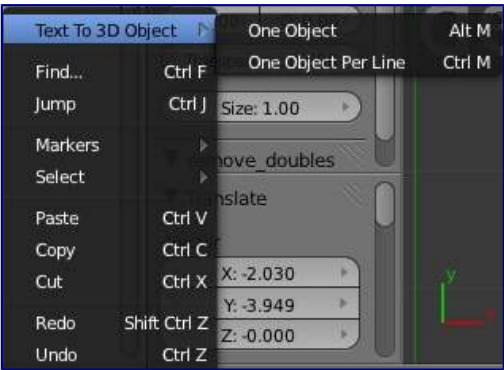 Text To 3D Object
One Object Alt M
One Object Per Line Ctrl M
Find... Ctrl F
Jump Ctrl J
Size: 1.00
Markers
Select
move_doubles
nslate
Paste Ctrl V
Copy Ctrl C
Cut Ctrl X
X: -2.030
Y: -3.949
Z: -0.000
Redo Shift Ctrl Z
Undo Ctrl Z
y